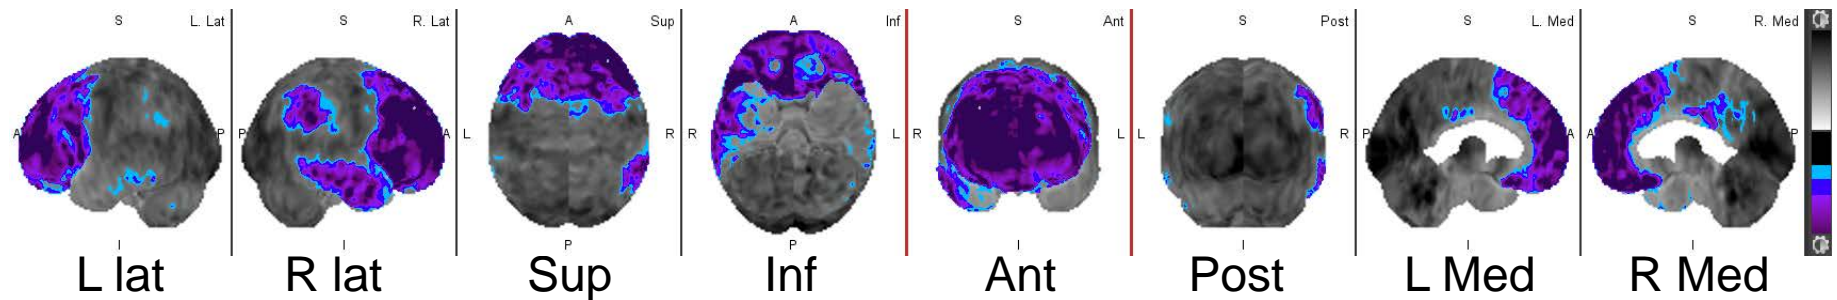 S L. Lat
A P
I
S R. Lat
P A
I
A Sup
L R
P
A Inf
R L
P
S Ant
R L
I
S Post
L R
I
S L. Med
P A
I
S R. Med
A P
I
L lat R lat Sup Inf Ant Post L Med R Med